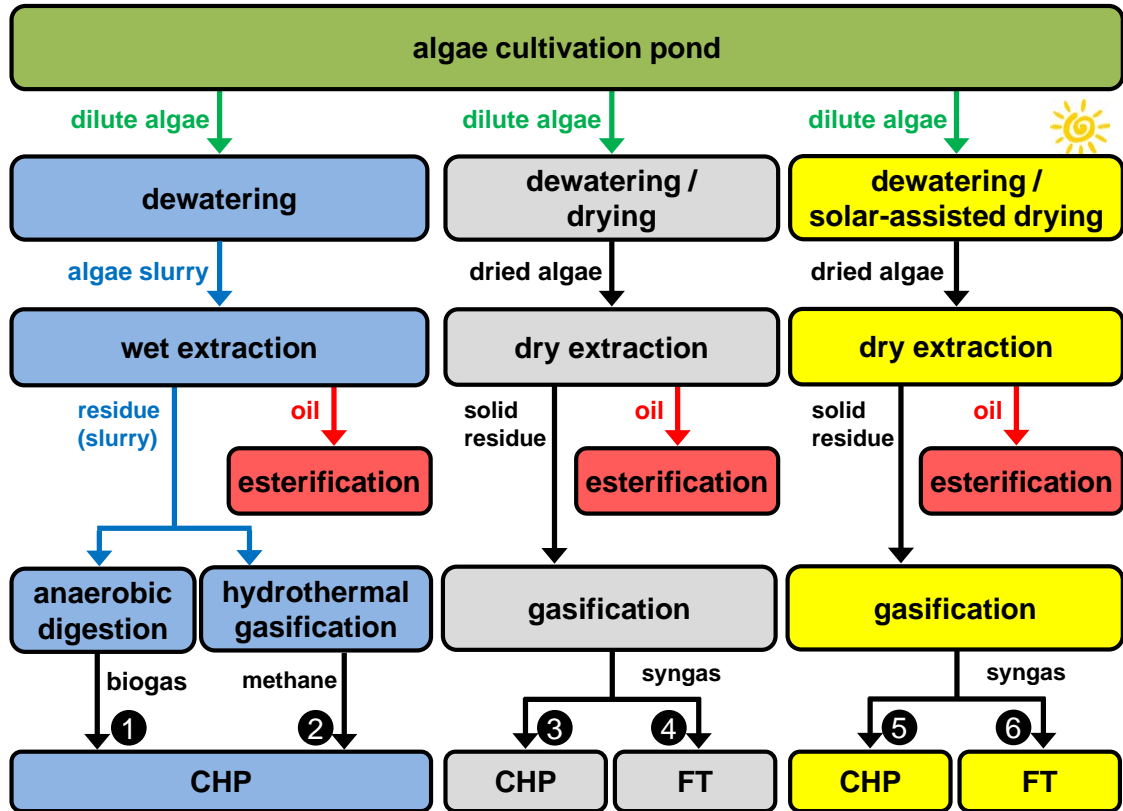 algae cultivation pond
dilute algae
dilute algae
dilute algae
dewatering
dewatering /
drying
dewatering /
solar-assisted drying
algae slurry
dried algae
dried algae
wet extraction
dry extraction
dry extraction
residue
(slurry)
oil
solid
residue
oil
solid
residue
oil
esterification
esterification
esterification
anaerobic
digestion
hydrothermal
gasification
gasification
gasification
biogas
methane
syngas
syngas
1
2
3
4
5
6
CHP
CHP
FT
CHP
FT